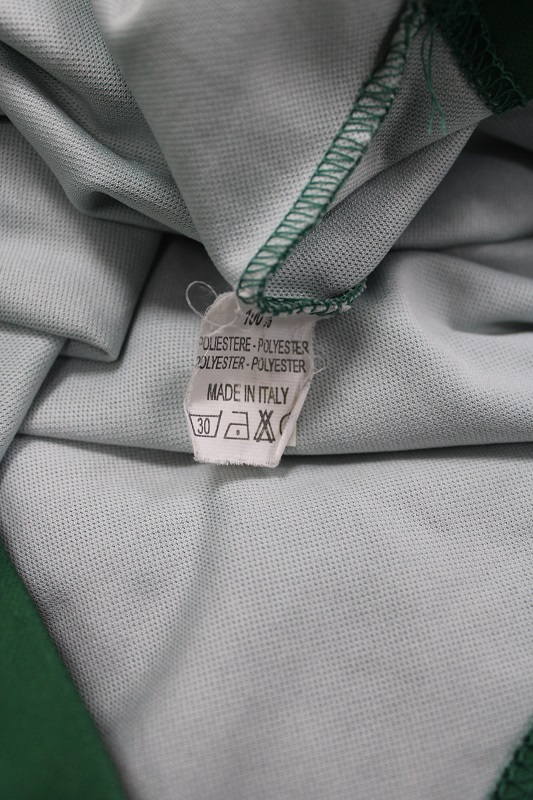 100%
POLIESTERE - POLYESTER
POLYESTER - POLYESTER
MADE IN ITALY
30